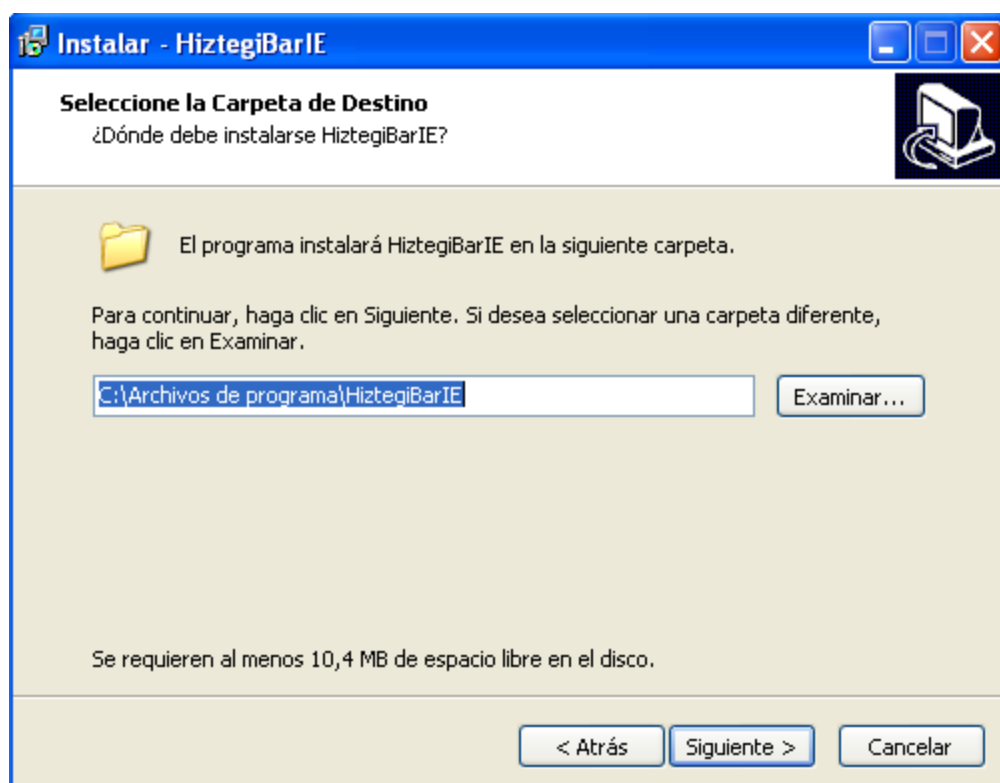 Instalar - HiztegiBarIE
Seleccione la Carpeta de Destino
¿Dónde debe instalarse HiztegiBarIE?
El programa instalará HiztegiBarIE en la siguiente carpeta.
Para continuar, haga clic en Siguiente. Si desea seleccionar una carpeta diferente,
haga clic en Examinar.
C:\Archivos de programa\HiztegiBarIE
Examinar...
Se requieren al menos 10,4 MB de espacio libre en el disco.
< Atrás
Siguiente >
Cancelar